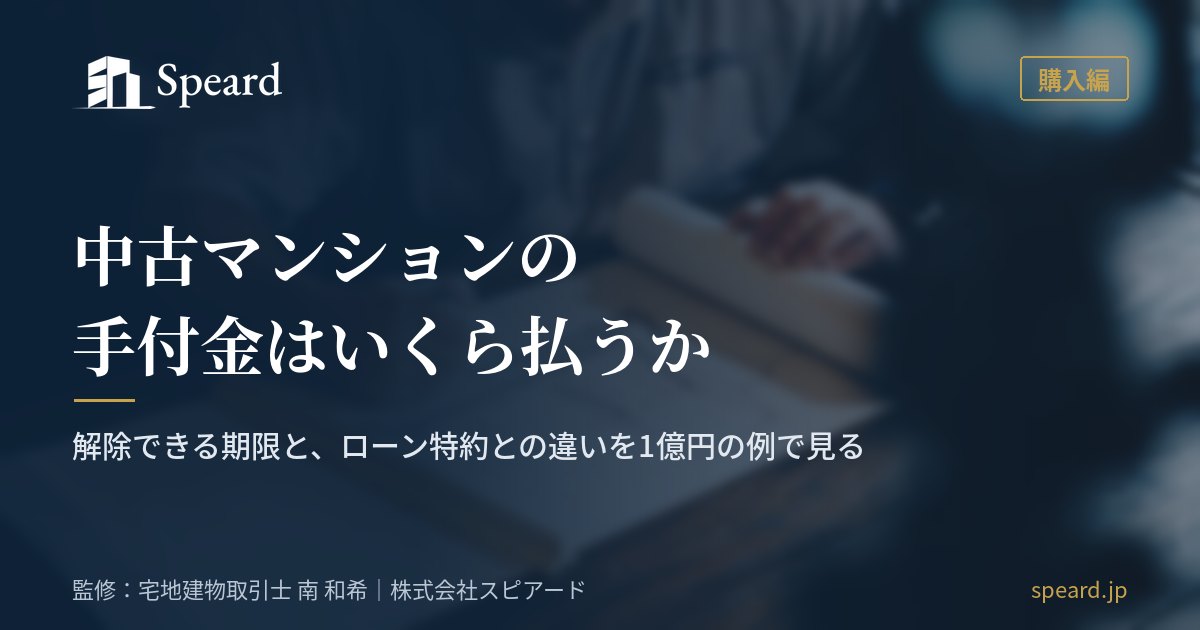 Speard
購入編
中古マンションの
手付金はいくら払うか
解除できる期限と、ローン特約との違いを1億円の例で見る
監修：宅地建物取引士 南 和希｜株式会社スピアード
speard.jp